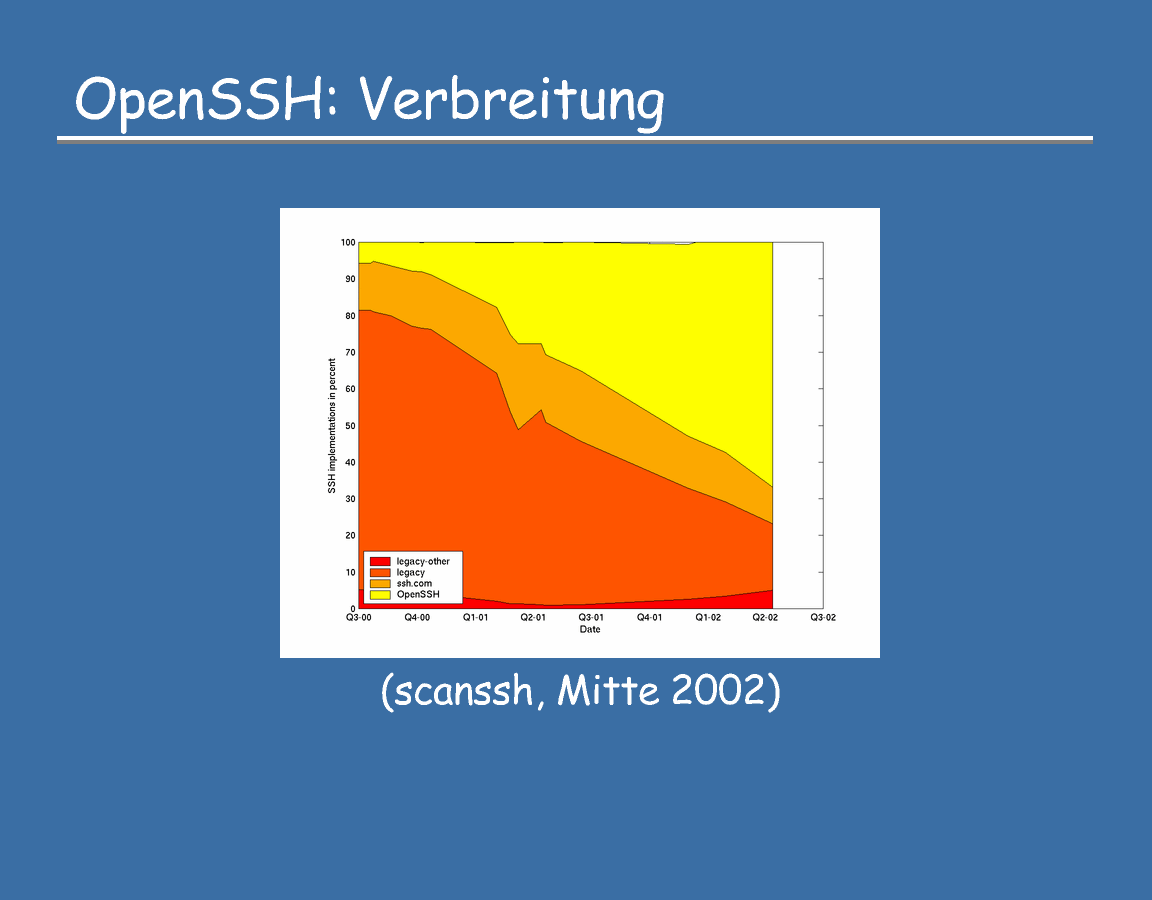 OpenSSH: Verbreitung
100
90
80
70
60
50
40
30
20
10
0
SSH implementations in percent
legacy-other
legacy
ssh.com
OpenSSH
Q3-00 Q4-00 Q1-01 Q2-01 Q3-01 Q4-01 Q1-02 Q2-02 Q3-02
Date
(scanssh, Mitte 2002)